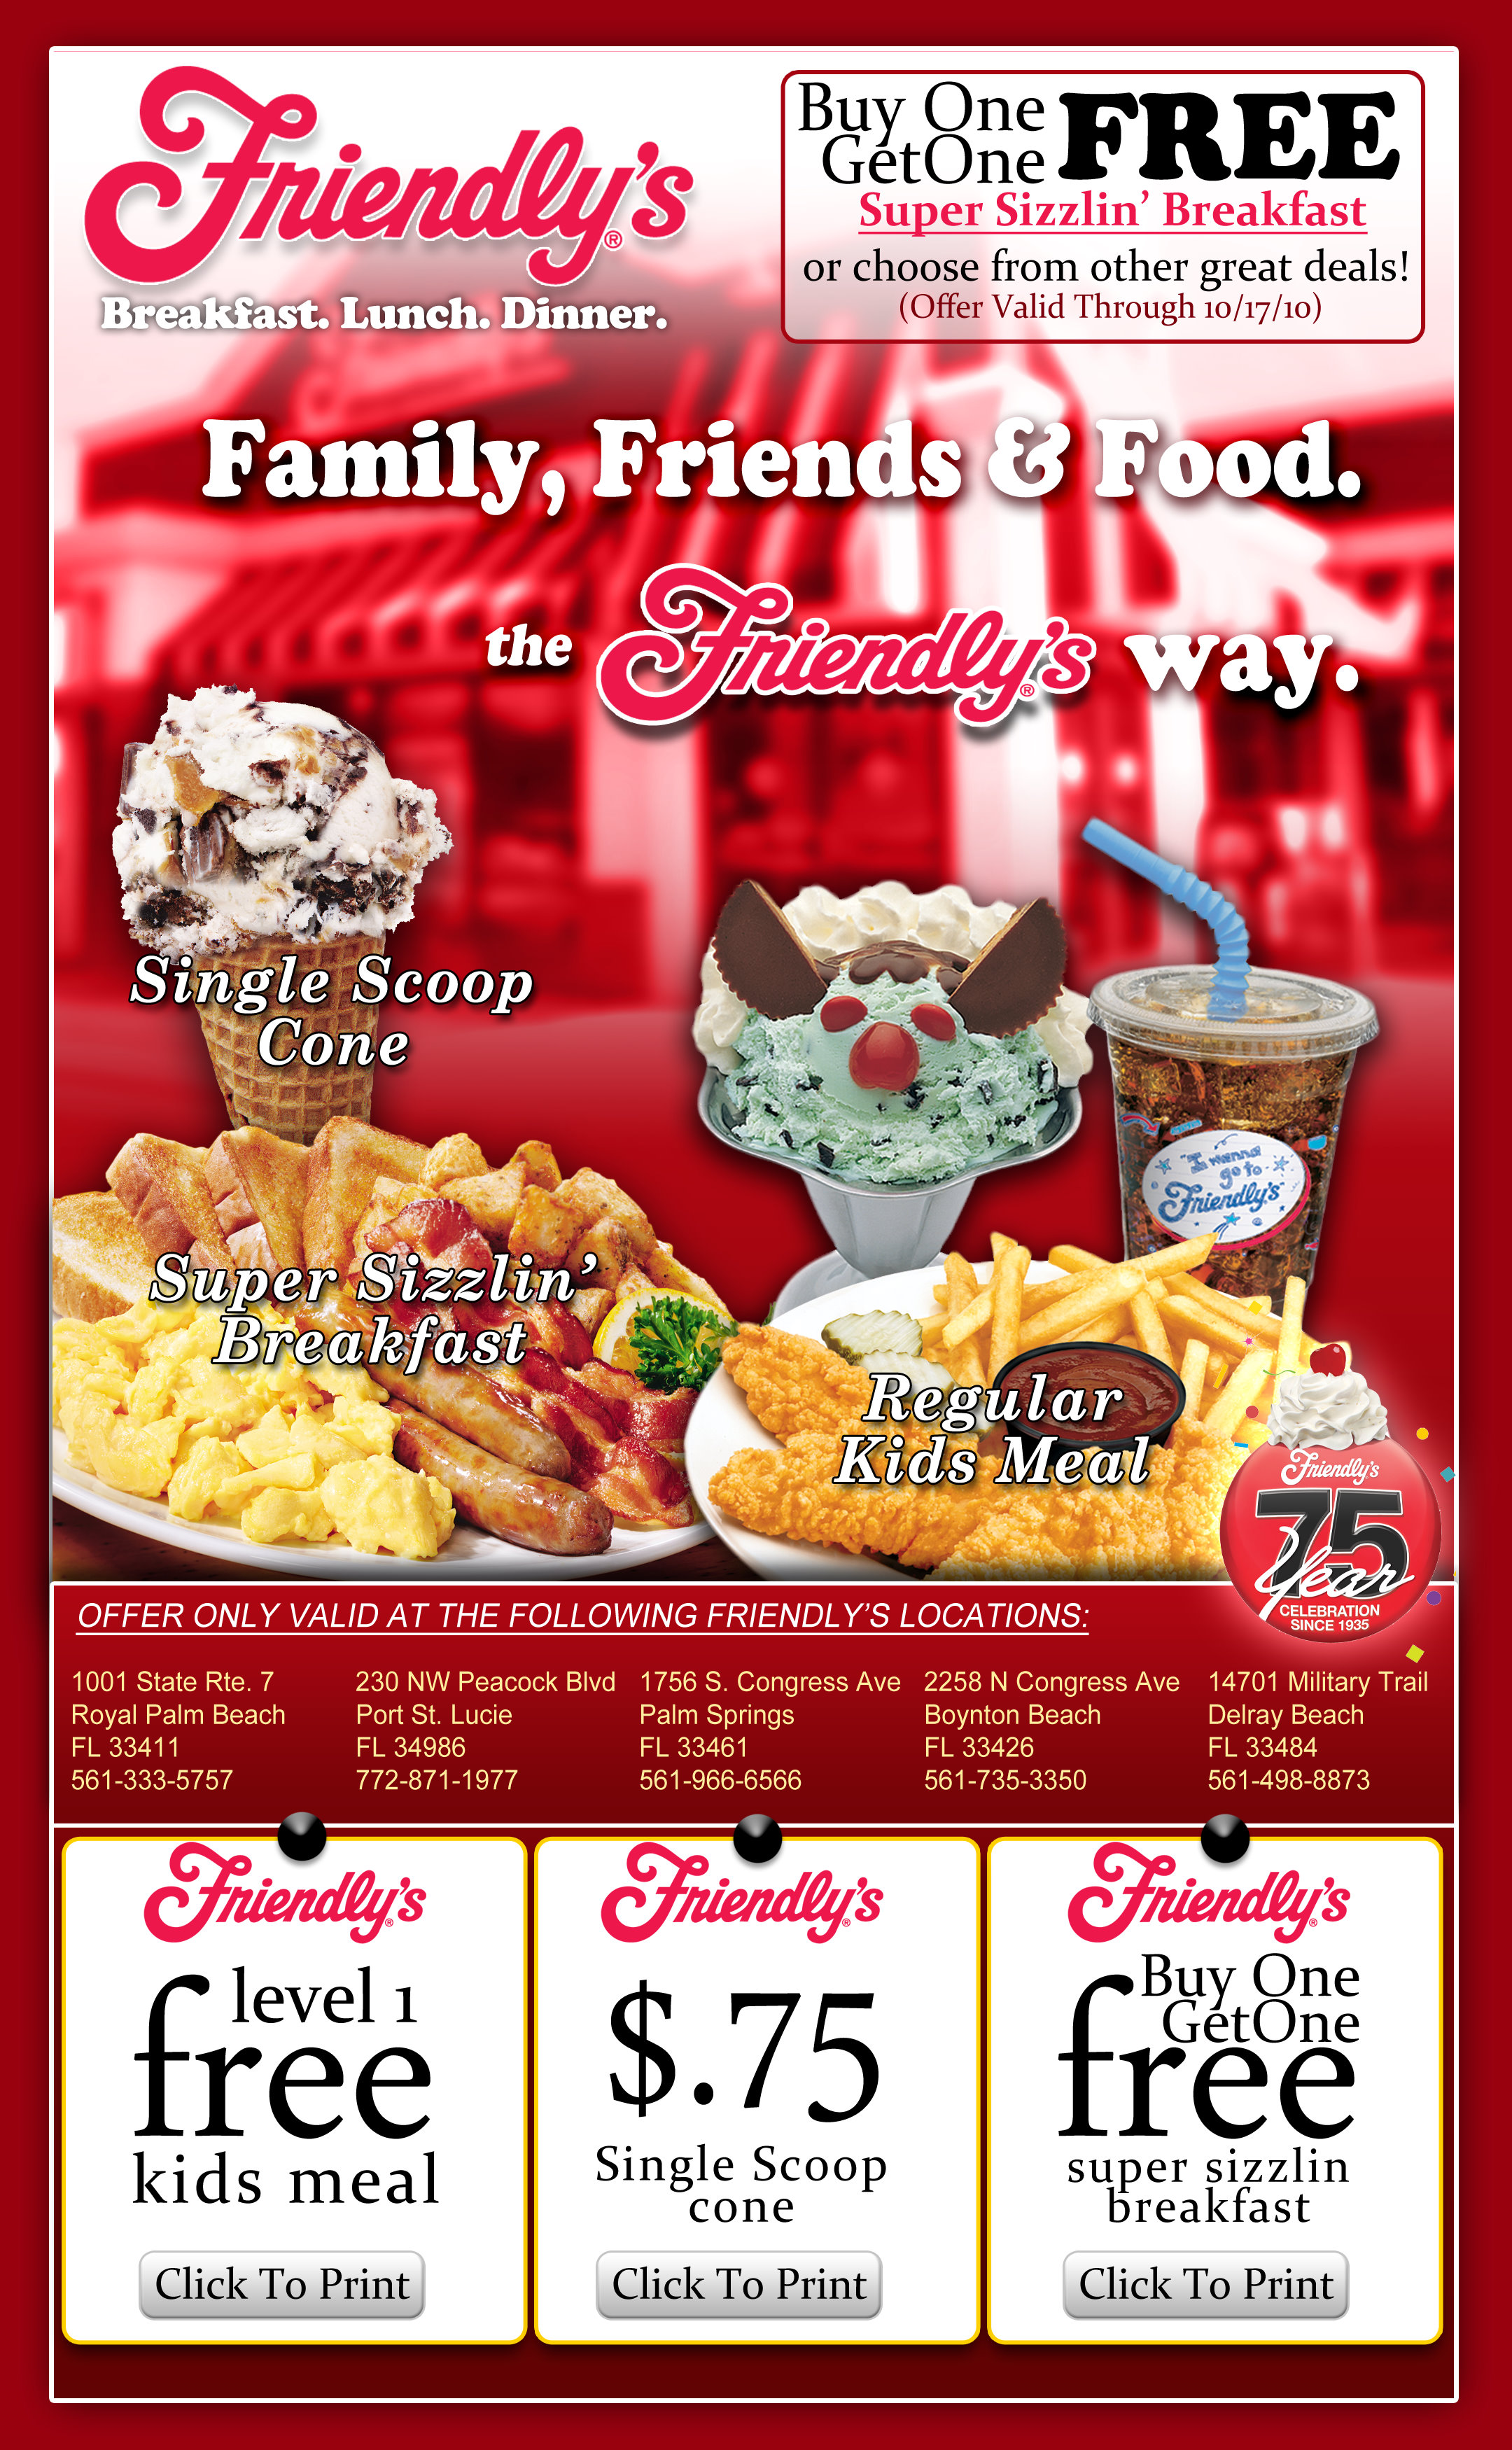 Friendly's®
Breakfast. Lunch. Dinner.
Buy One
GetOne FREE
Super Sizzlin' Breakfast
or choose from other great deals!
(Offer Valid Through 10/17/10)
Family, Friends & Food.
the Friendly's® way.
Single Scoop
Cone
"I wanna
go to
Friendly's"
Super Sizzlin'
Breakfast
Regular
Kids Meal
Friendly's
75
Year
CELEBRATION
SINCE 1935
OFFER ONLY VALID AT THE FOLLOWING FRIENDLY'S LOCATIONS:
1001 State Rte. 7
Royal Palm Beach
FL 33411
561-333-5757
230 NW Peacock Blvd
Port St. Lucie
FL 34986
772-871-1977
1756 S. Congress Ave
Palm Springs
FL 33461
561-966-6566
2258 N Congress Ave
Boynton Beach
FL 33426
561-735-3350
14701 Military Trail
Delray Beach
FL 33484
561-498-8873
Friendly's®
level 1
free
kids meal
Click To Print
Friendly's®
$.75
Single Scoop
cone
Click To Print
Friendly's®
Buy One
GetOne
free
super sizzlin
breakfast
Click To Print